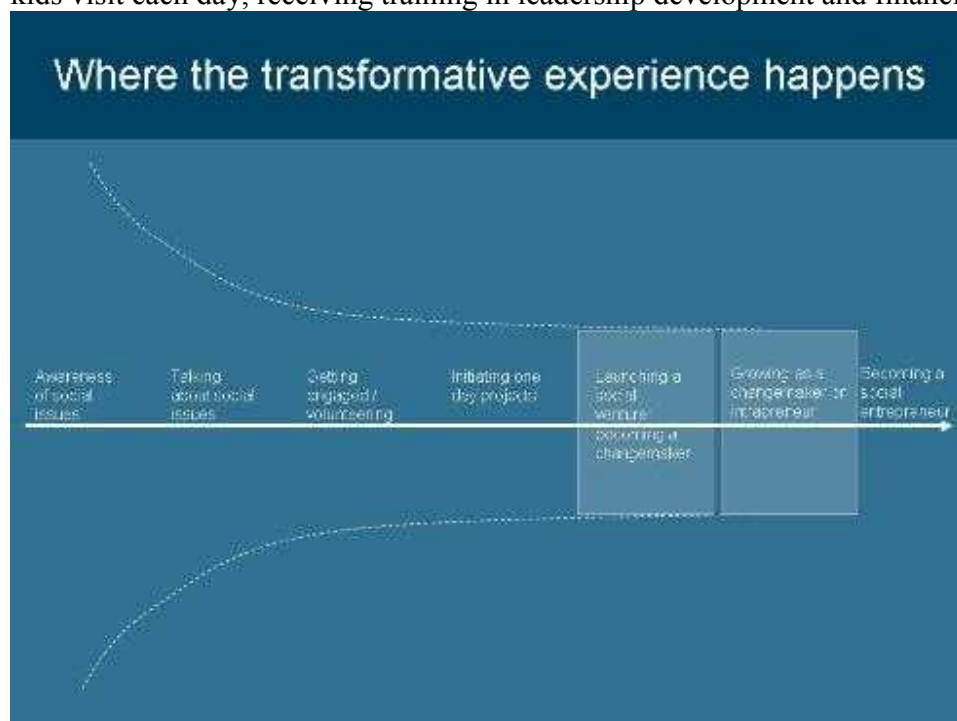 kids visit each day, receiving training in leadership development and financi
Where the transformative experience happens
Awareness
of social
issues
Talking
about social
issues
Getting
engaged /
volunteering
Initiating one
day projects
Launching a
social
venture
becoming a
changemaker
Growing as a
changemaker or
intrapreneur
Becoming a
social
entrepreneur